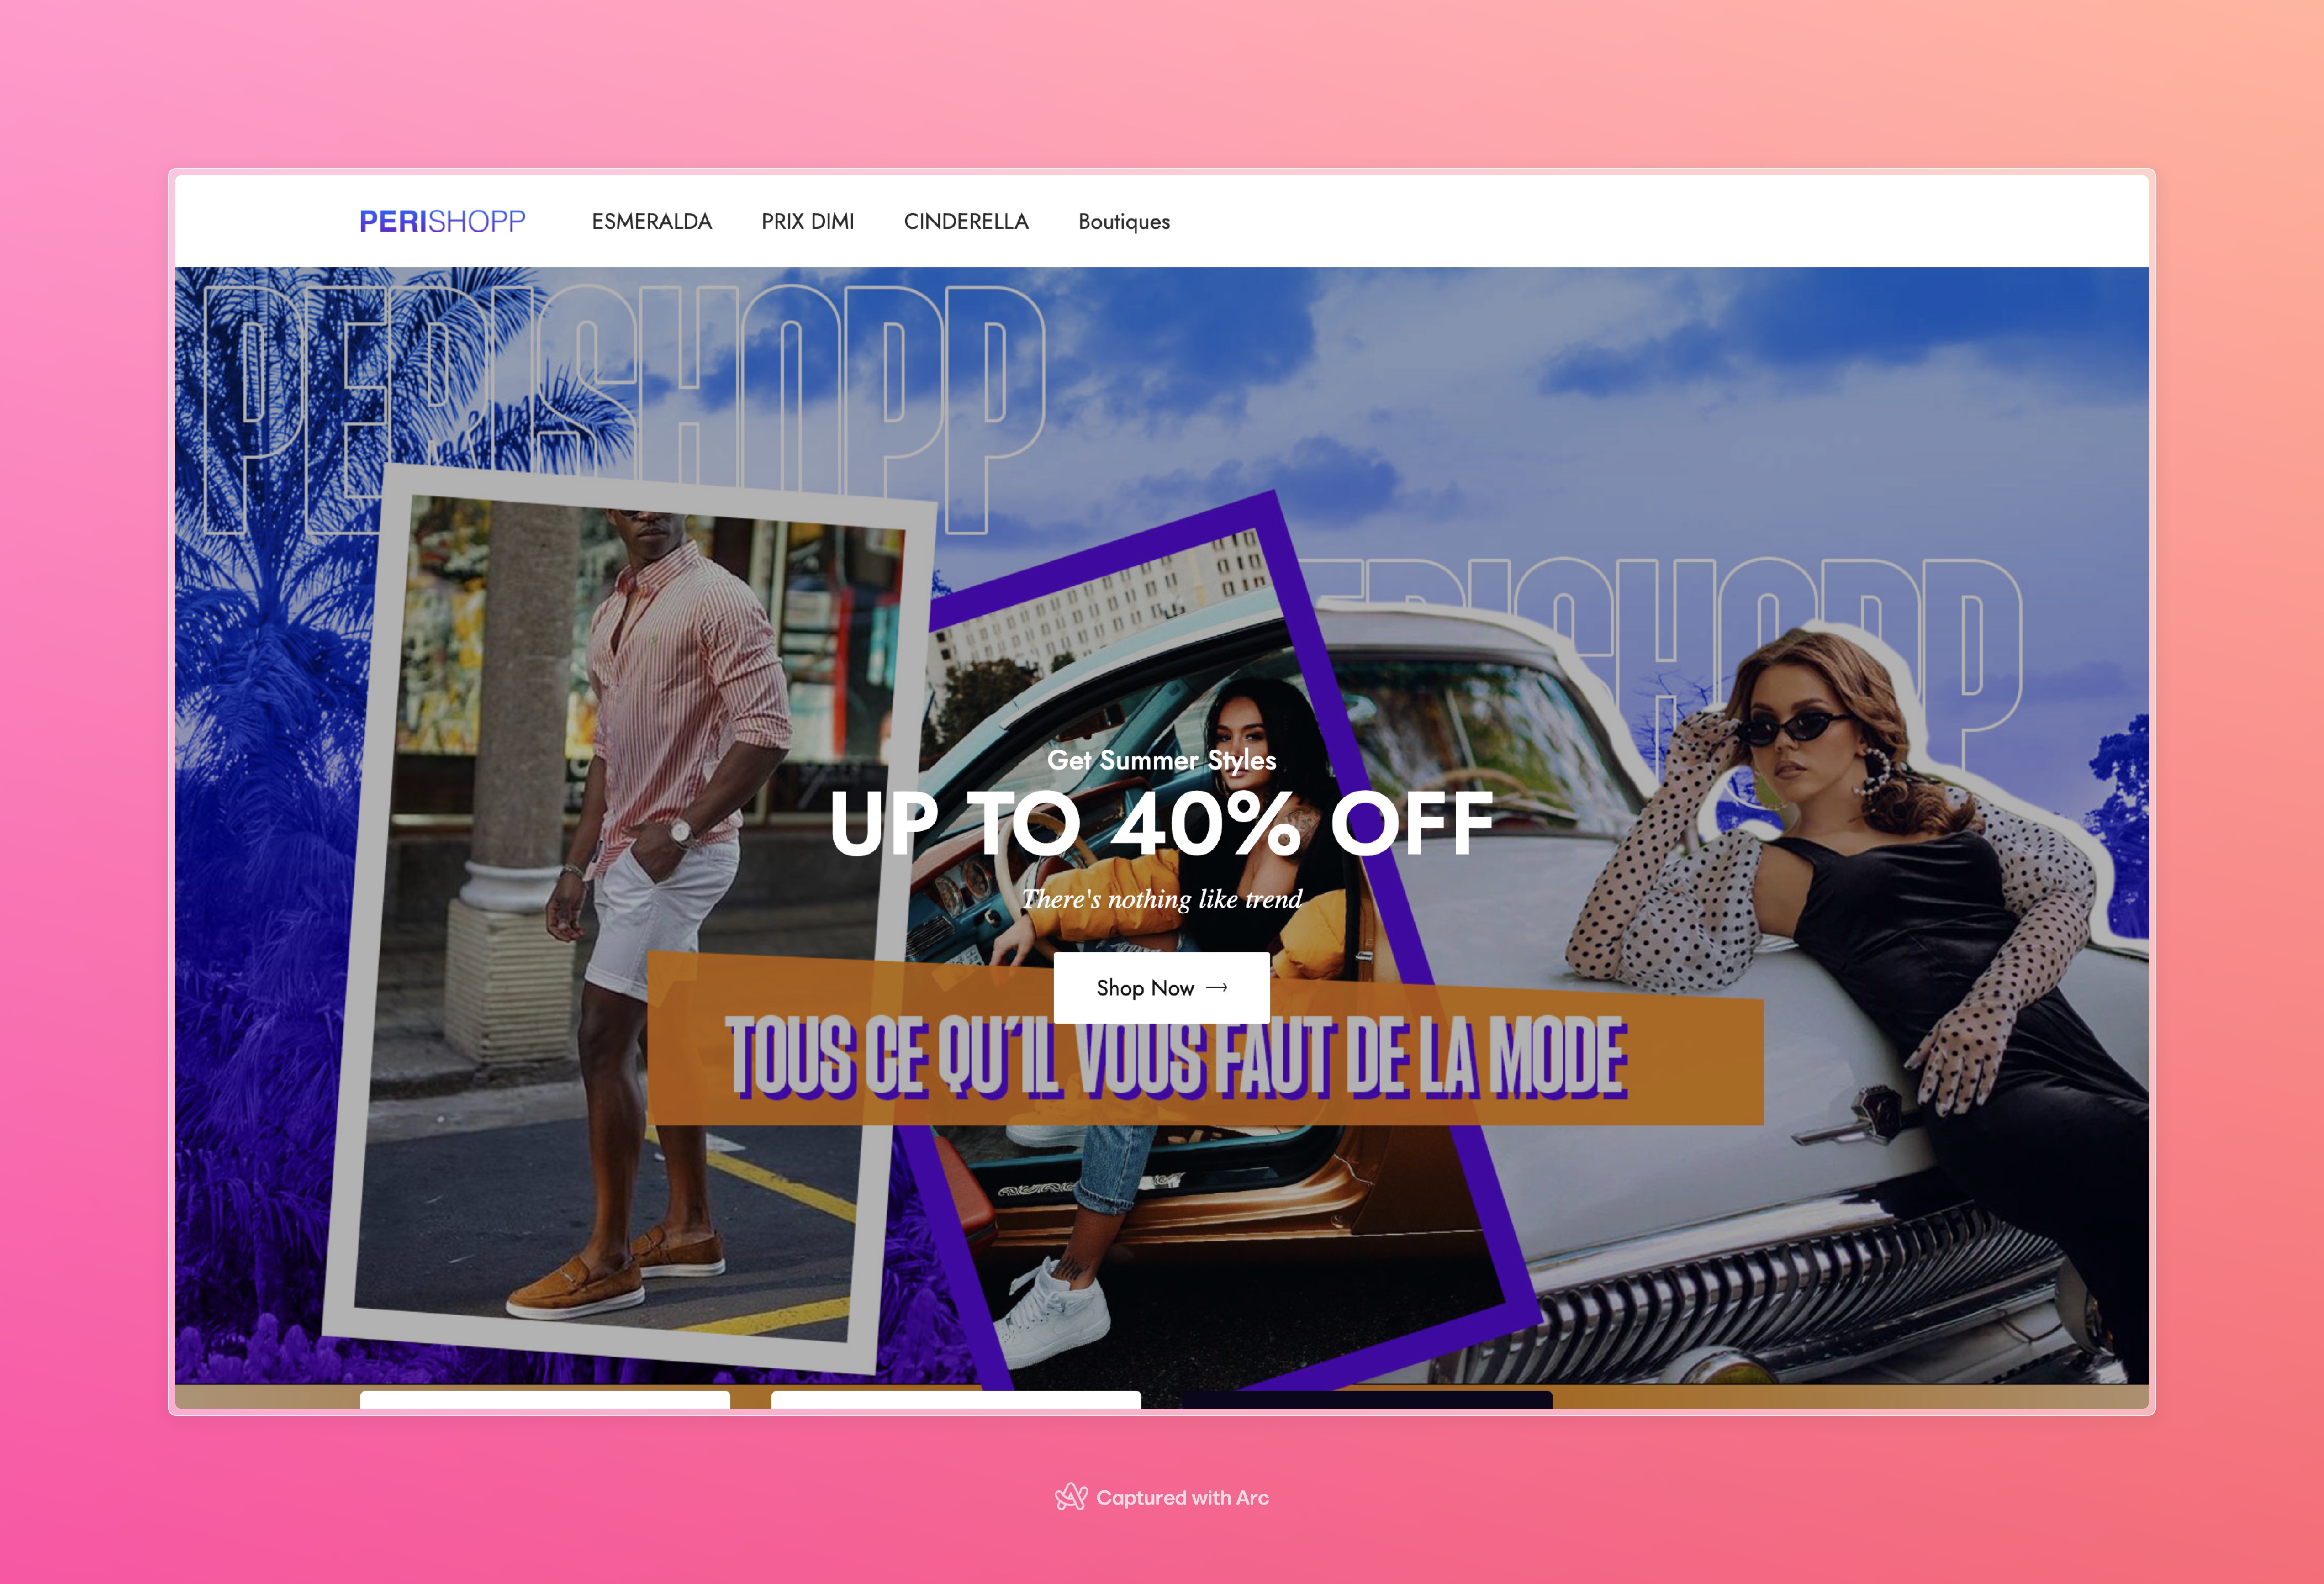 PERISHOPP ESMERALDA PRIX DIMI CINDERELLA Boutiques
PERISHOPP
ERISHOPP
Get Summer Styles
UP TO 40% OFF
There's nothing like trend
Shop Now →
TOUS CE QU'IL VOUS FAUT DE LA MODE
Captured with Arc